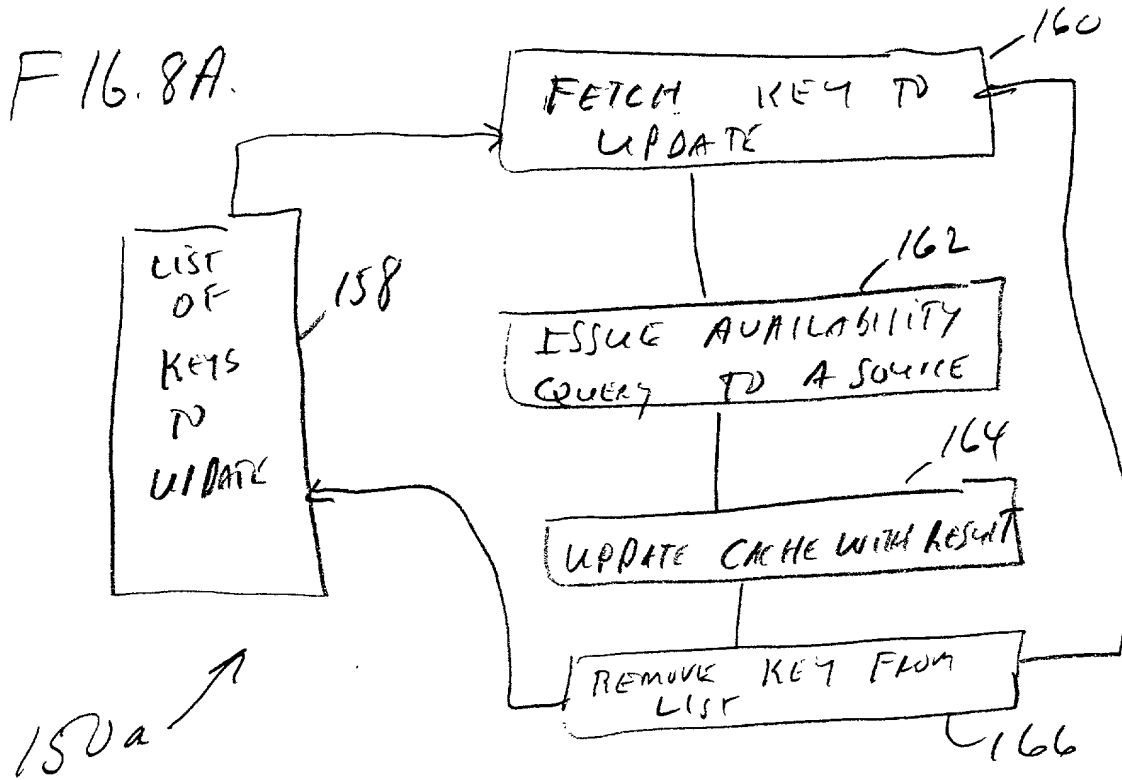 FIG. 8A.
160
FETCH KEY TO
UPDATE
LIST
OF
KEYS
TO
UPDATE
158
162
ISSUE AVAILABILITY
QUERY TO A SOURCE
164
UPDATE CACHE WITH RESULT
REMOVE KEY FROM
LIST
166
150a